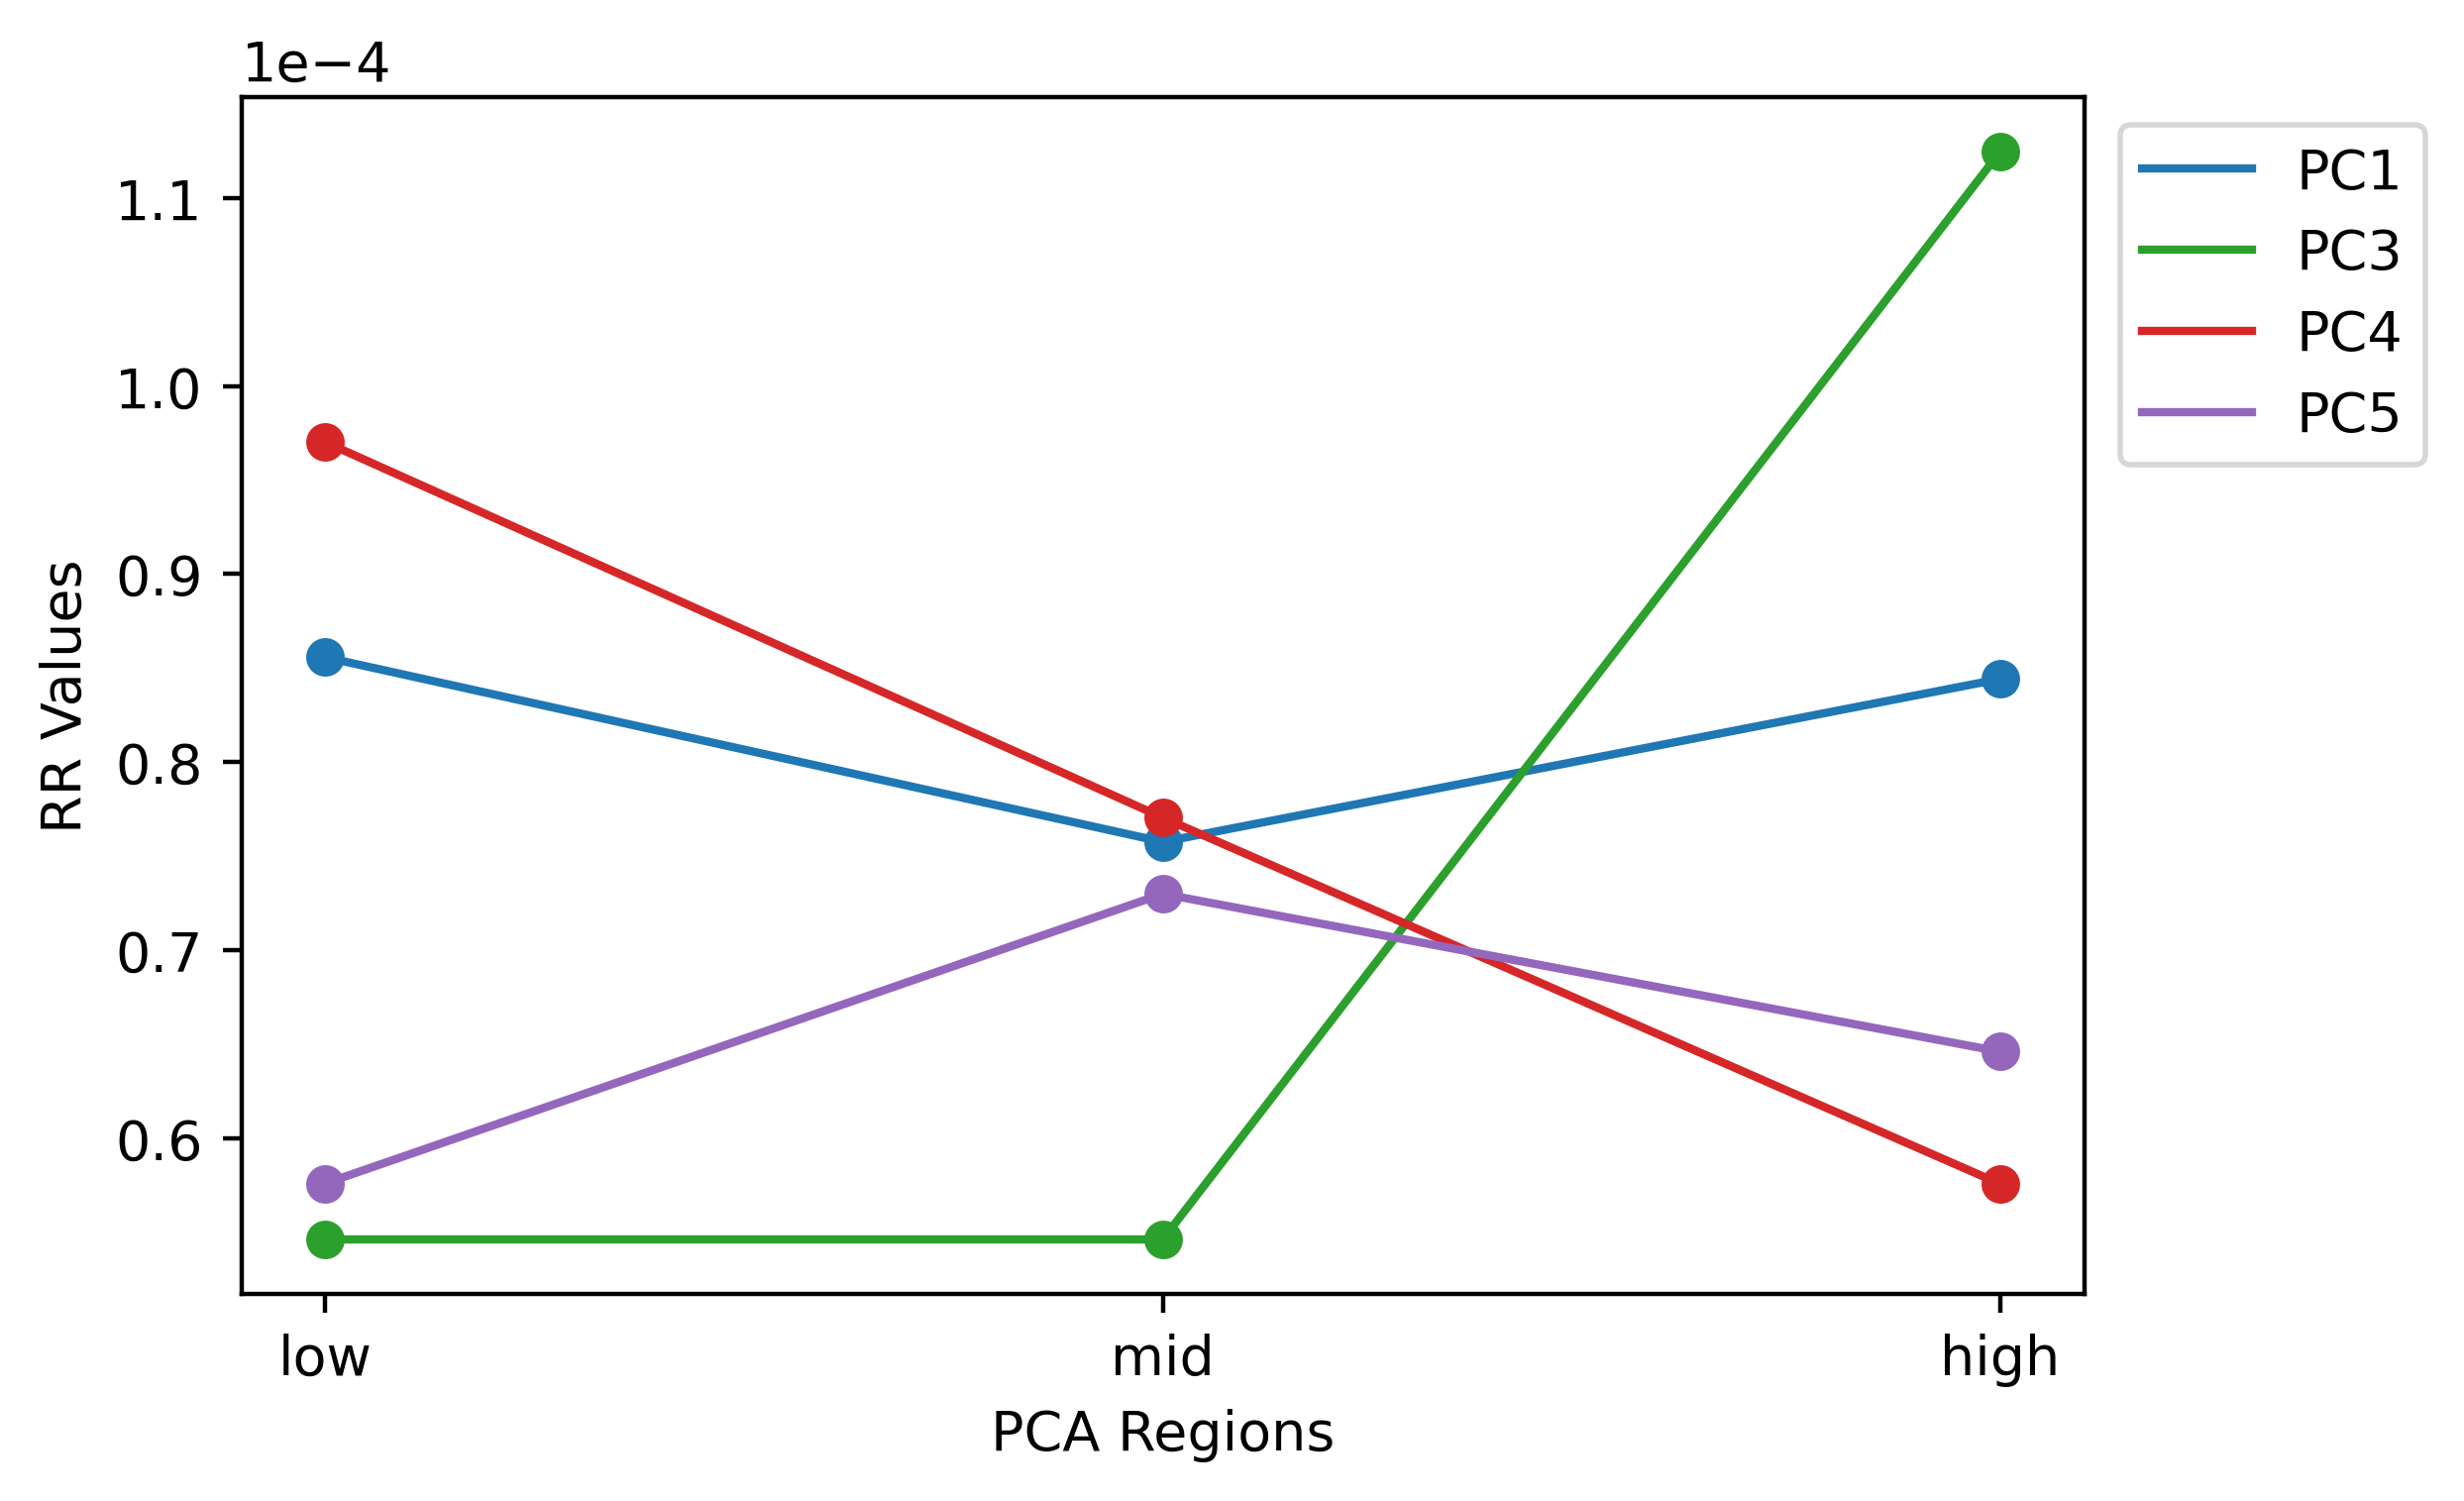 1e−4
1.1
1.0
0.9
0.8
0.7
0.6
RR Values
low
mid
high
PCA Regions
PC1
PC3
PC4
PC5